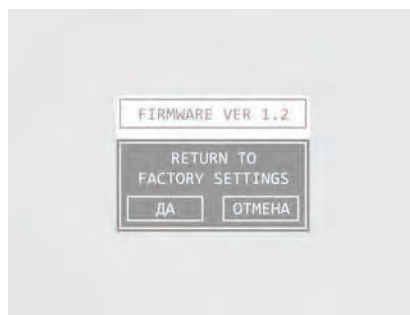 FIRMWARE VER 1.2
RETURN TO
FACTORY SETTINGS
ДА ОТМЕНА